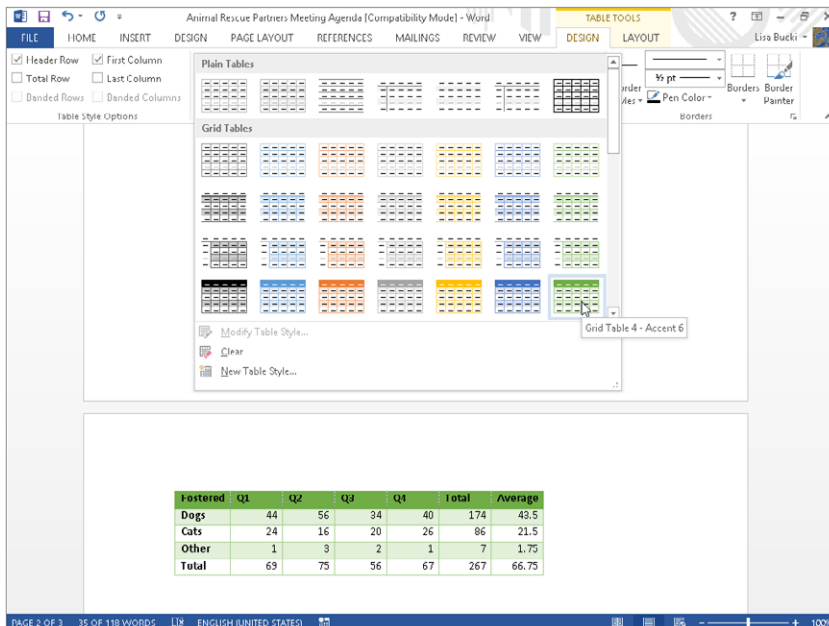 Animal Rescue Partners Meeting Agenda [Compatibility Mode] - Word
TABLE TOOLS
?
FILE HOME INSERT DESIGN PAGE LAYOUT REFERENCES MAILINGS REVIEW VIEW DESIGN LAYOUT Lisa Bucki
Header Row First Column
Total Row Last Column
Banded Rows Banded Columns
Table Style Options
Plain Tables
Grid Tables
½ pt
Pen Color
Borders Border
Painter
Borders
Grid Table 4 - Accent 6
Modify Table Style...
Clear
New Table Style...
Fostered Q1 Q2 Q3 Q4 Total Average
Dogs 44 56 34 40 174 43.5
Cats 24 16 20 26 86 21.5
Other 1 3 2 1 7 1.75
Total 69 75 56 67 267 66.75
PAGE 2 OF 3 35 OF 118 WORDS ENGLISH (UNITED STATES) 100%